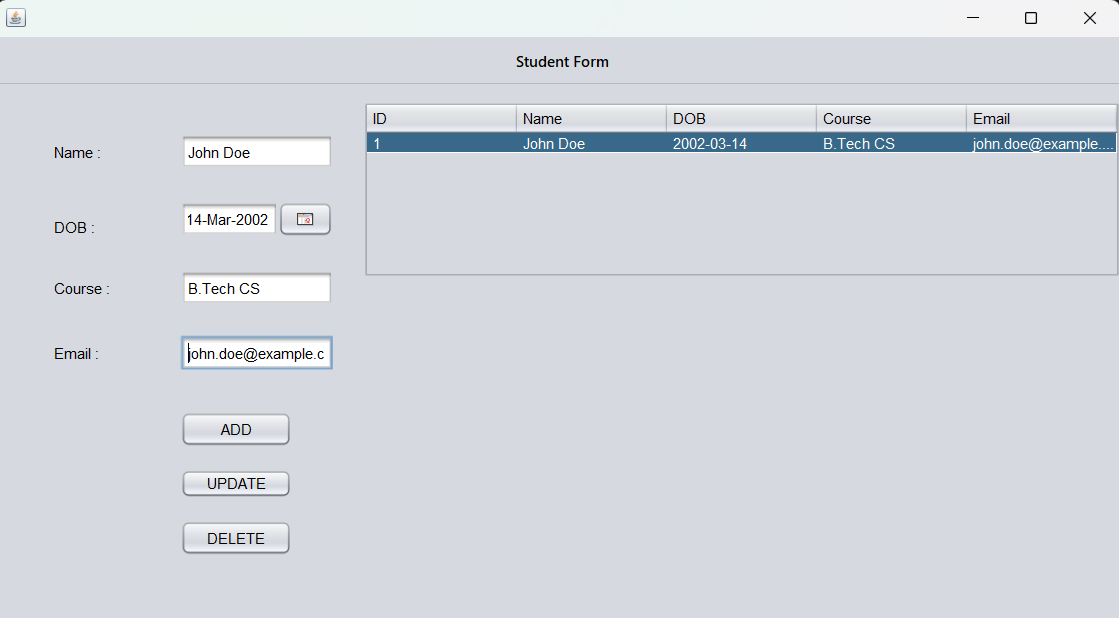 Student Form
ID Name DOB Course Email
1 John Doe 2002-03-14 B.Tech CS john.doe@example....
Name : John Doe
DOB : 14-Mar-2002
Course : B.Tech CS
Email : john.doe@example.c
ADD
UPDATE
DELETE